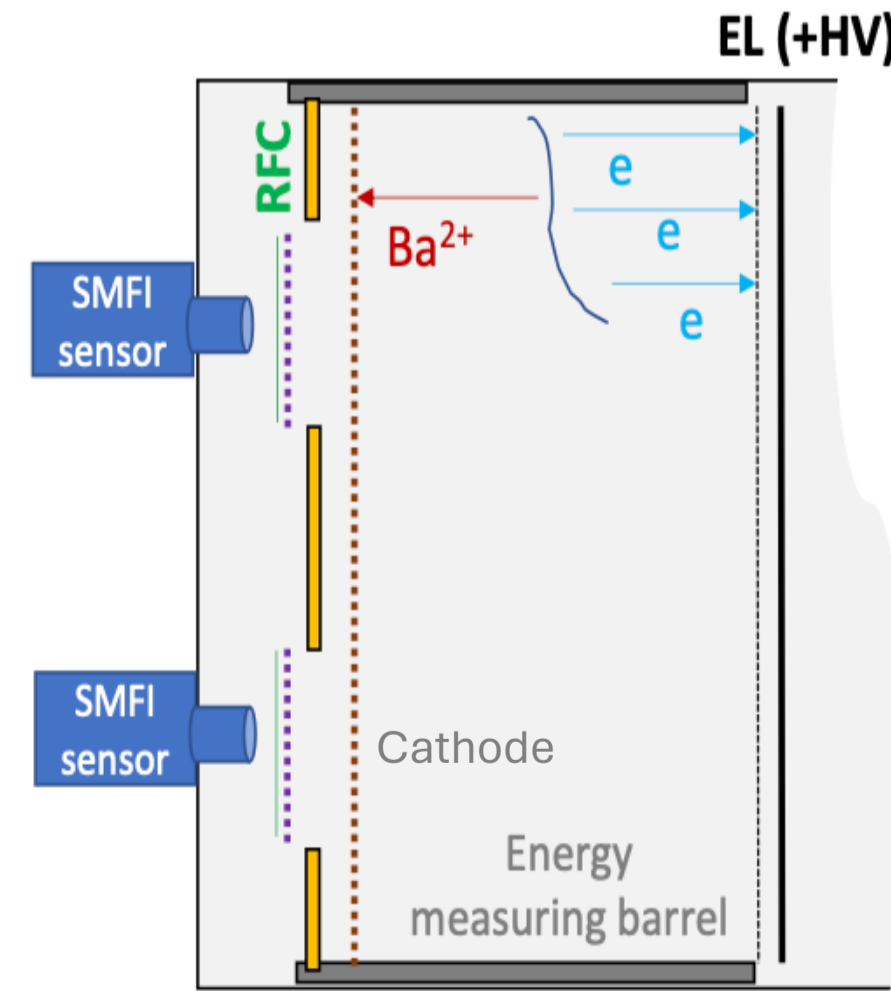 EL (+HV)
RFC
e
Ba²⁺
e
e
SMFI
sensor
SMFI
sensor
Cathode
Energy
measuring barrel